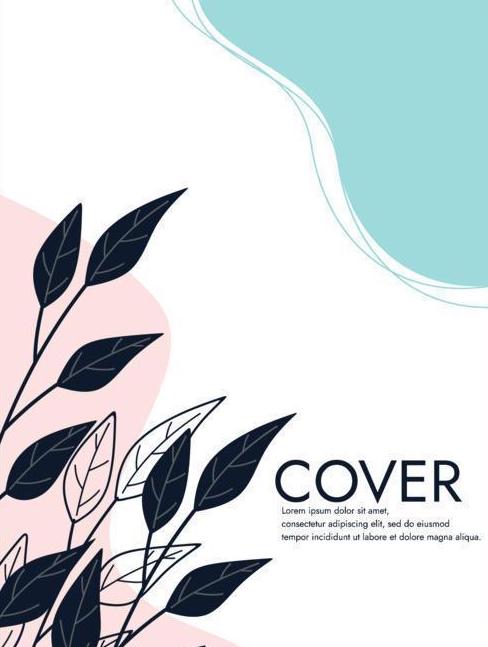 COVER
Lorem ipsum dolor sit amet,
consectetur adipiscing elit, sed do eiusmod
tempor incididunt ut labore et dolore magna aliqua.